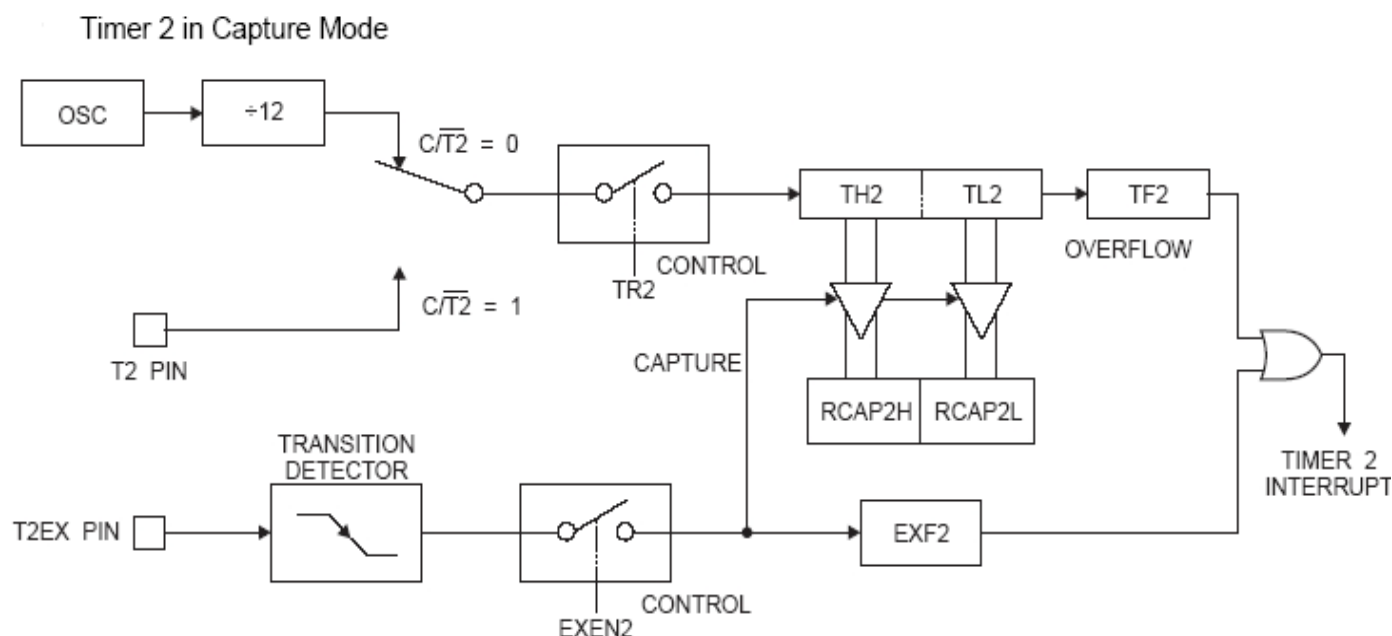 Timer 2 in Capture Mode
OSC
÷12
C/T2̅ = 0
TH2
TL2
TF2
OVERFLOW
CONTROL
TR2
C/T2̅ = 1
T2 PIN
CAPTURE
RCAP2H
RCAP2L
TRANSITION
DETECTOR
TIMER 2
INTERRUPT
T2EX PIN
EXF2
CONTROL
EXEN2